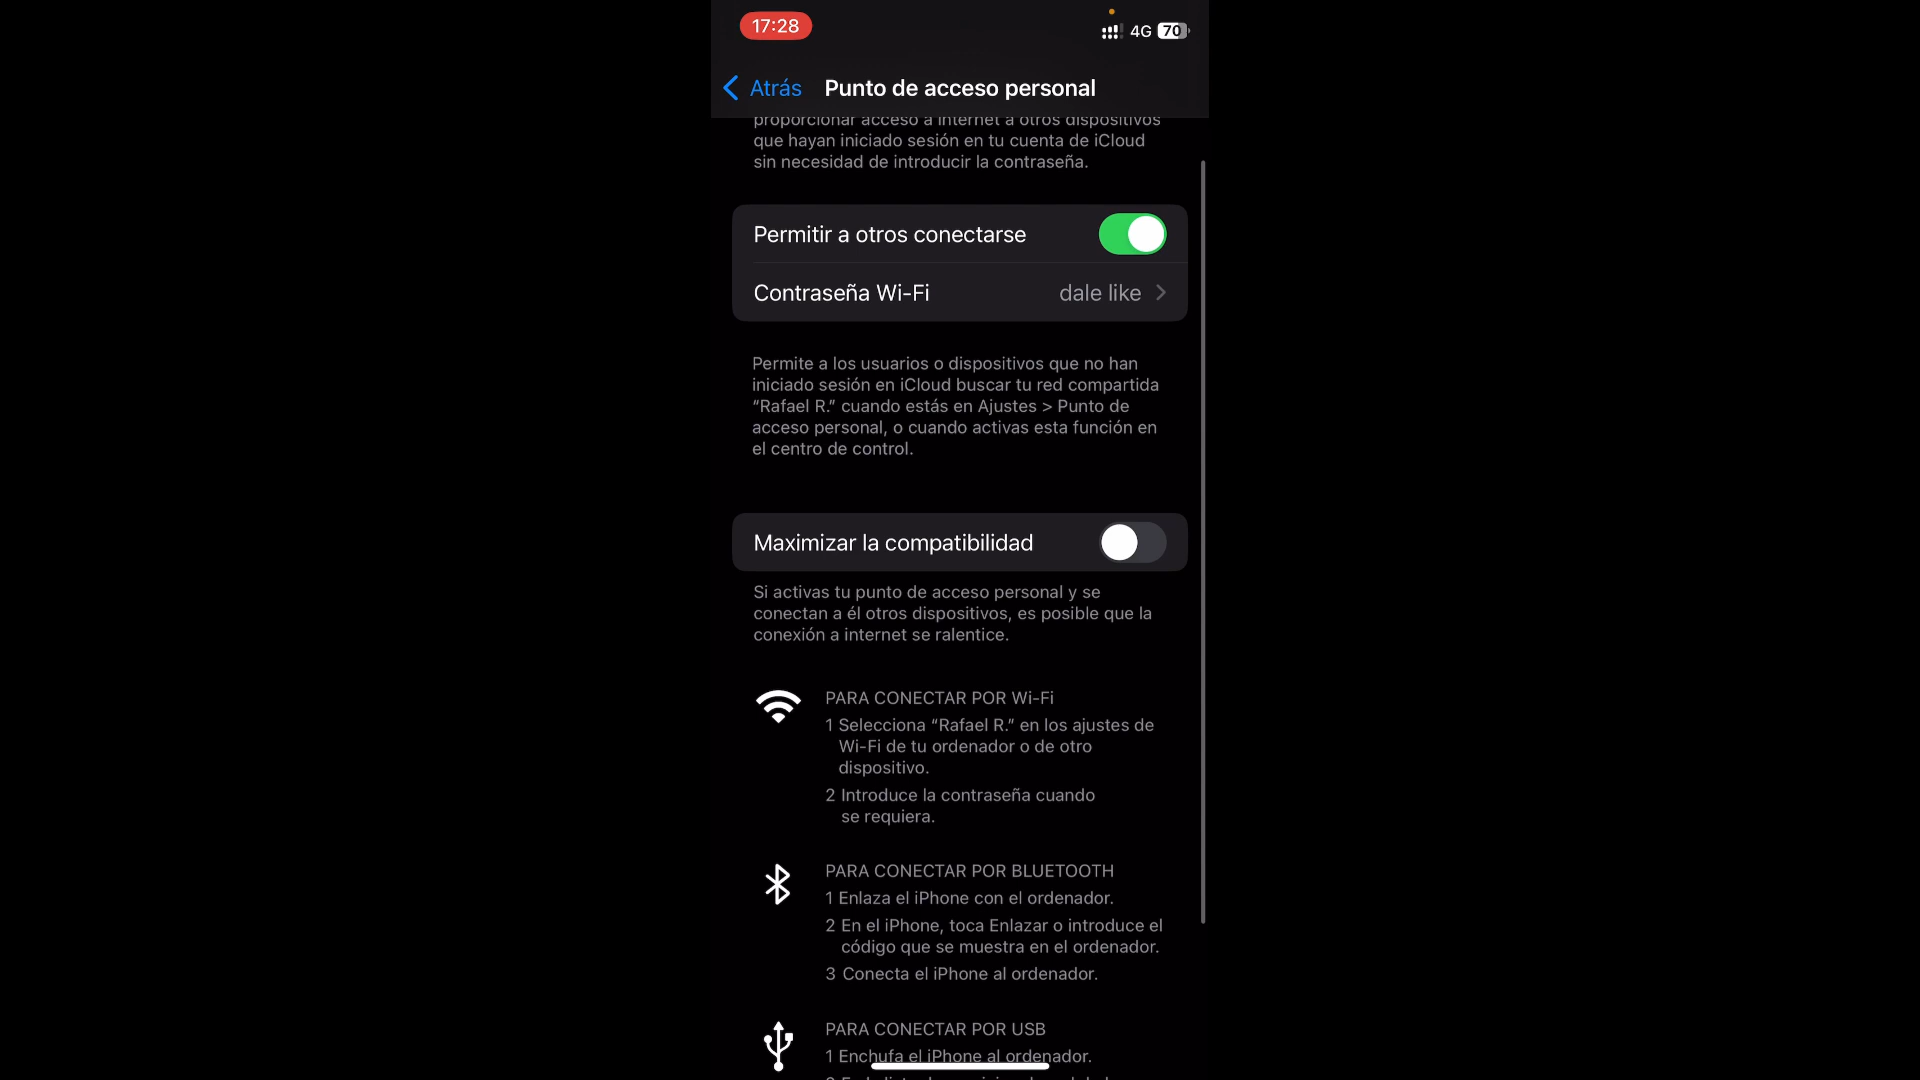 17:28
4G 70
Atrás Punto de acceso personal
proporcionar acceso a internet a otros dispositivos
que hayan iniciado sesión en tu cuenta de iCloud
sin necesidad de introducir la contraseña.
Permitir a otros conectarse
Contraseña Wi-Fi dale like
Permite a los usuarios o dispositivos que no han
iniciado sesión en iCloud buscar tu red compartida
“Rafael R.” cuando estás en Ajustes > Punto de
acceso personal, o cuando activas esta función en
el centro de control.
Maximizar la compatibilidad
Si activas tu punto de acceso personal y se
conectan a él otros dispositivos, es posible que la
conexión a internet se ralentice.
PARA CONECTAR POR Wi-Fi
1 Selecciona “Rafael R.” en los ajustes de
Wi-Fi de tu ordenador o de otro
dispositivo.
2 Introduce la contraseña cuando
se requiera.
PARA CONECTAR POR BLUETOOTH
1 Enlaza el iPhone con el ordenador.
2 En el iPhone, toca Enlazar o introduce el
código que se muestra en el ordenador.
3 Conecta el iPhone al ordenador.
PARA CONECTAR POR USB
1 Enchufa el iPhone al ordenador.